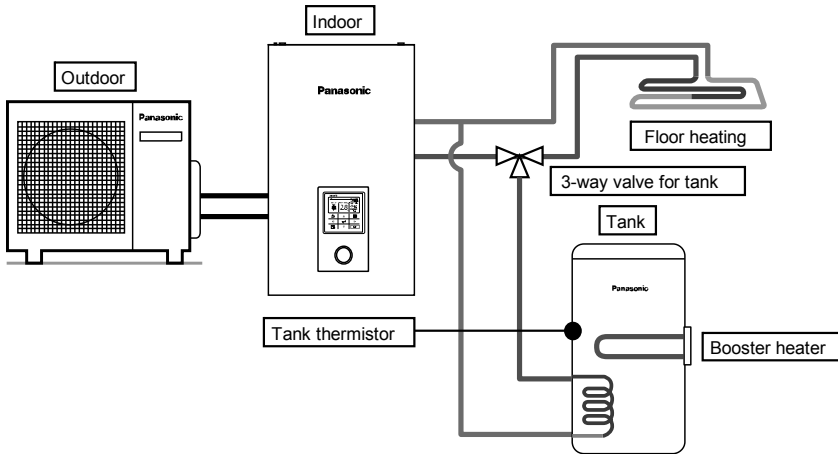 Indoor
Outdoor
Panasonic
Panasonic
Floor heating
3-way valve for tank
Tank
Panasonic
Tank thermistor
Booster heater